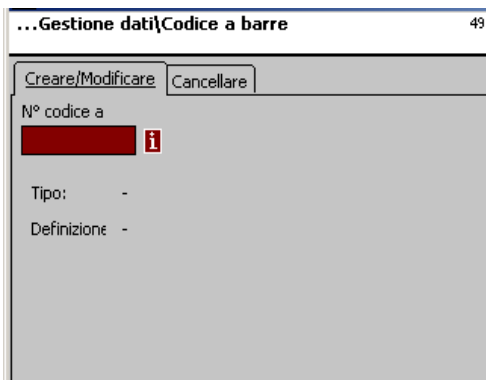 ...Gestione dati\Codice a barre 49
Creare/Modificare Cancellare
N° codice a
i
Tipo: -
Definizione -